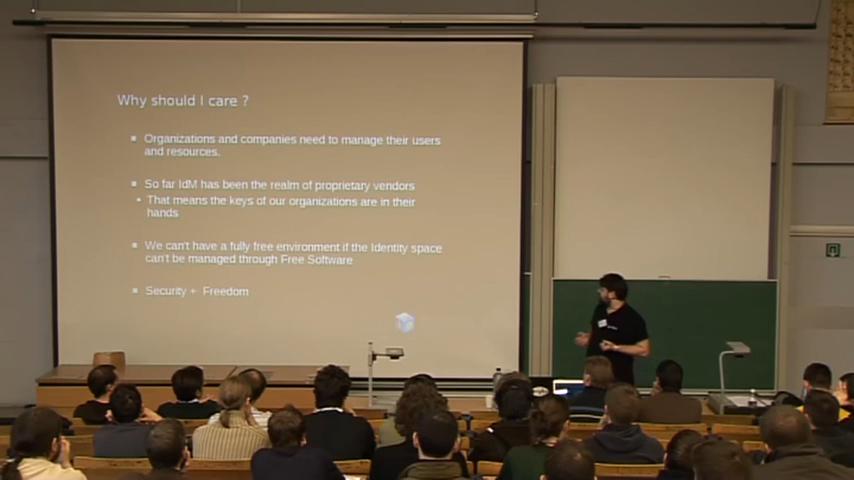 Why should I care ?
Organizations and companies need to manage their users
and resources.
So far IdM has been the realm of proprietary vendors
That means the keys of our organizations are in their
hands
We can't have a fully free environment if the Identity space
can't be managed through Free Software
Security + Freedom